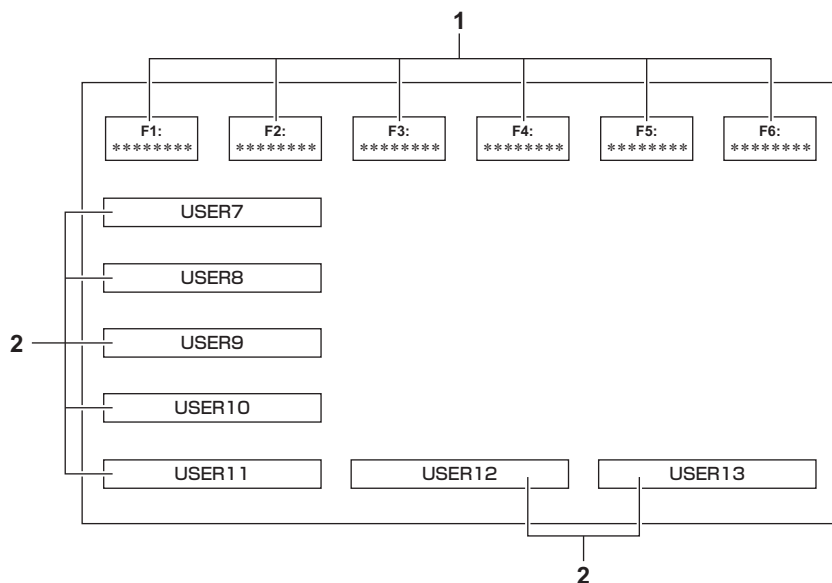 1
F1: F2: F3: F4: F5: F6:
******** ******** ******** ******** ******** ********
USER7
USER8
2 USER9
USER10
USER11 USER12 USER13
2